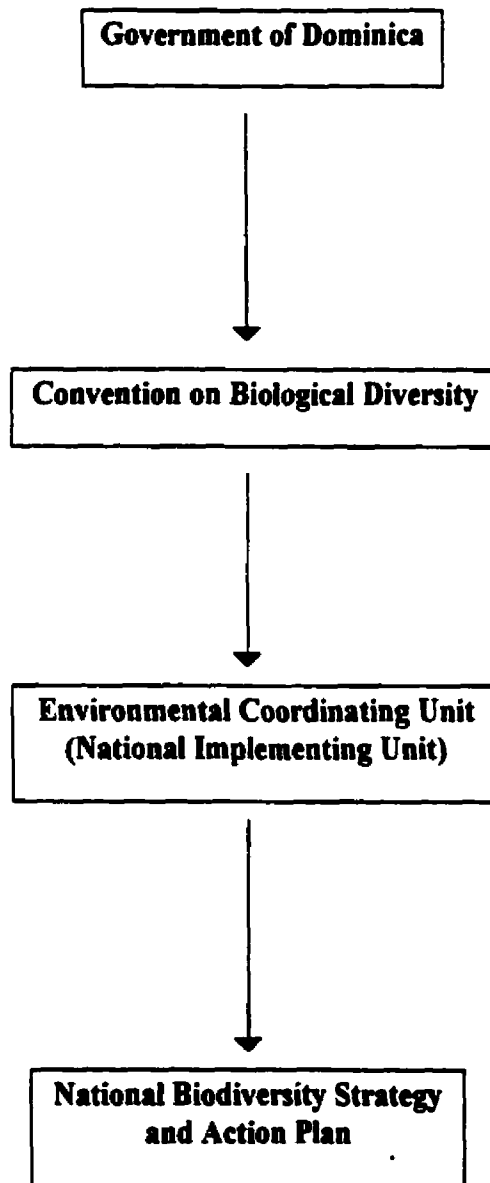 Government of Dominica
Convention on Biological Diversity
Environmental Coordinating Unit
(National Implementing Unit)
National Biodiversity Strategy
and Action Plan